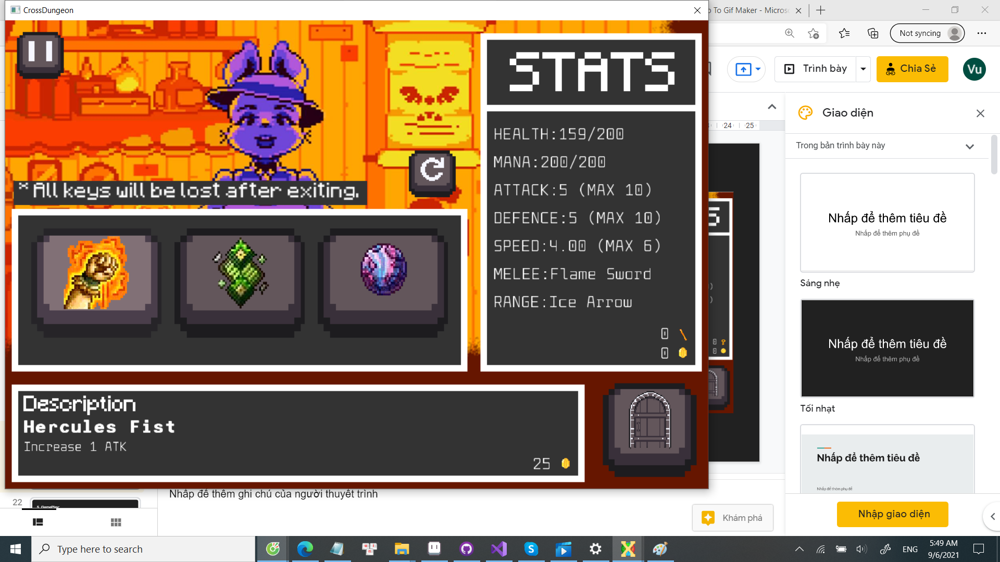 CrossDungeon
To Gif Maker - Micros
Not syncing
Trình bày
Chia Sẻ
Vu
STATS
HEALTH:159/200
MANA:200/200
ATTACK:5 (MAX 10)
DEFENCE:5 (MAX 10)
SPEED:4.00 (MAX 6)
MELEE:Flame Sword
RANGE:Ice Arrow
0
0
* All keys will be lost after exiting.
Description
Hercules Fist
Increase 1 ATK
25
24
25
Giao diện
Trong bản trình bày này
Nhấp để thêm tiêu đề
Nhấp để thêm phụ đề
Sáng nhẹ
Nhấp để thêm tiêu đề
Nhấp để thêm phụ đề
Tối nhạt
Nhấp để thêm tiêu đề
Nhấp để thêm phụ đề
Nhập giao diện
Nhấp để thêm ghi chú của người thuyết trình
22
5. GamePlay:
Khám phá
Type here to search
ENG
5:49 AM
9/6/2021